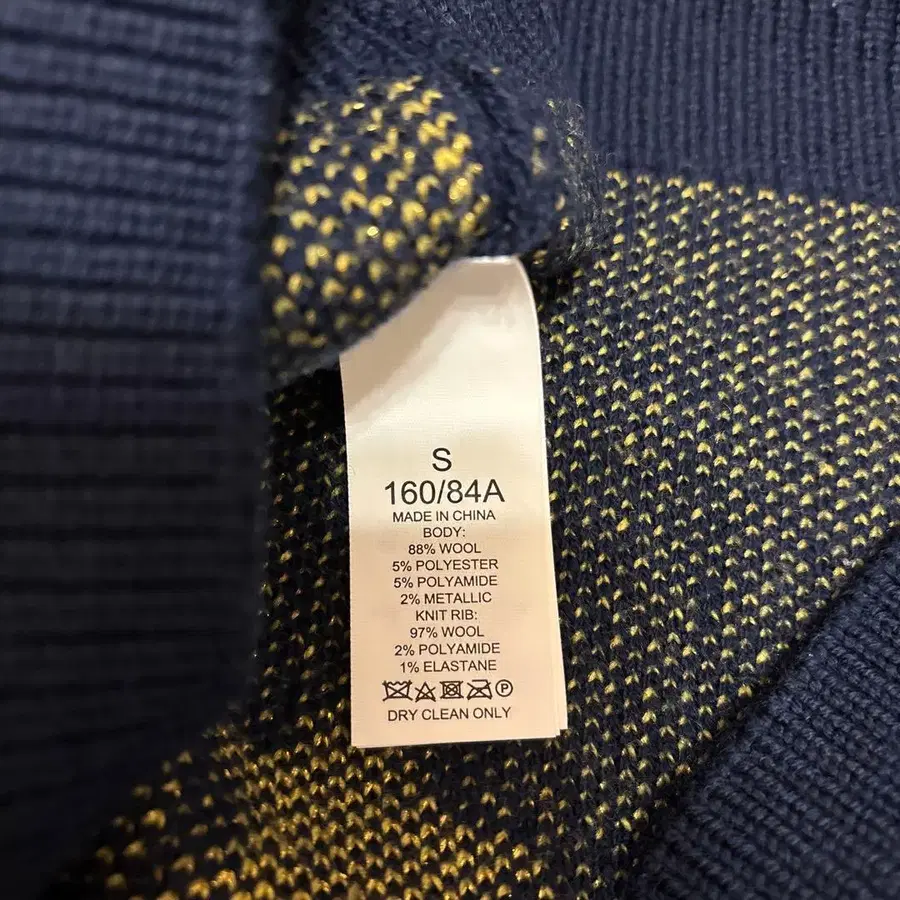 S
160/84A
MADE IN CHINA
BODY:
88% WOOL
5% POLYESTER
5% POLYAMIDE
2% METALLIC
KNIT RIB:
97% WOOL
2% POLYAMIDE
1% ELASTANE
P
DRY CLEAN ONLY